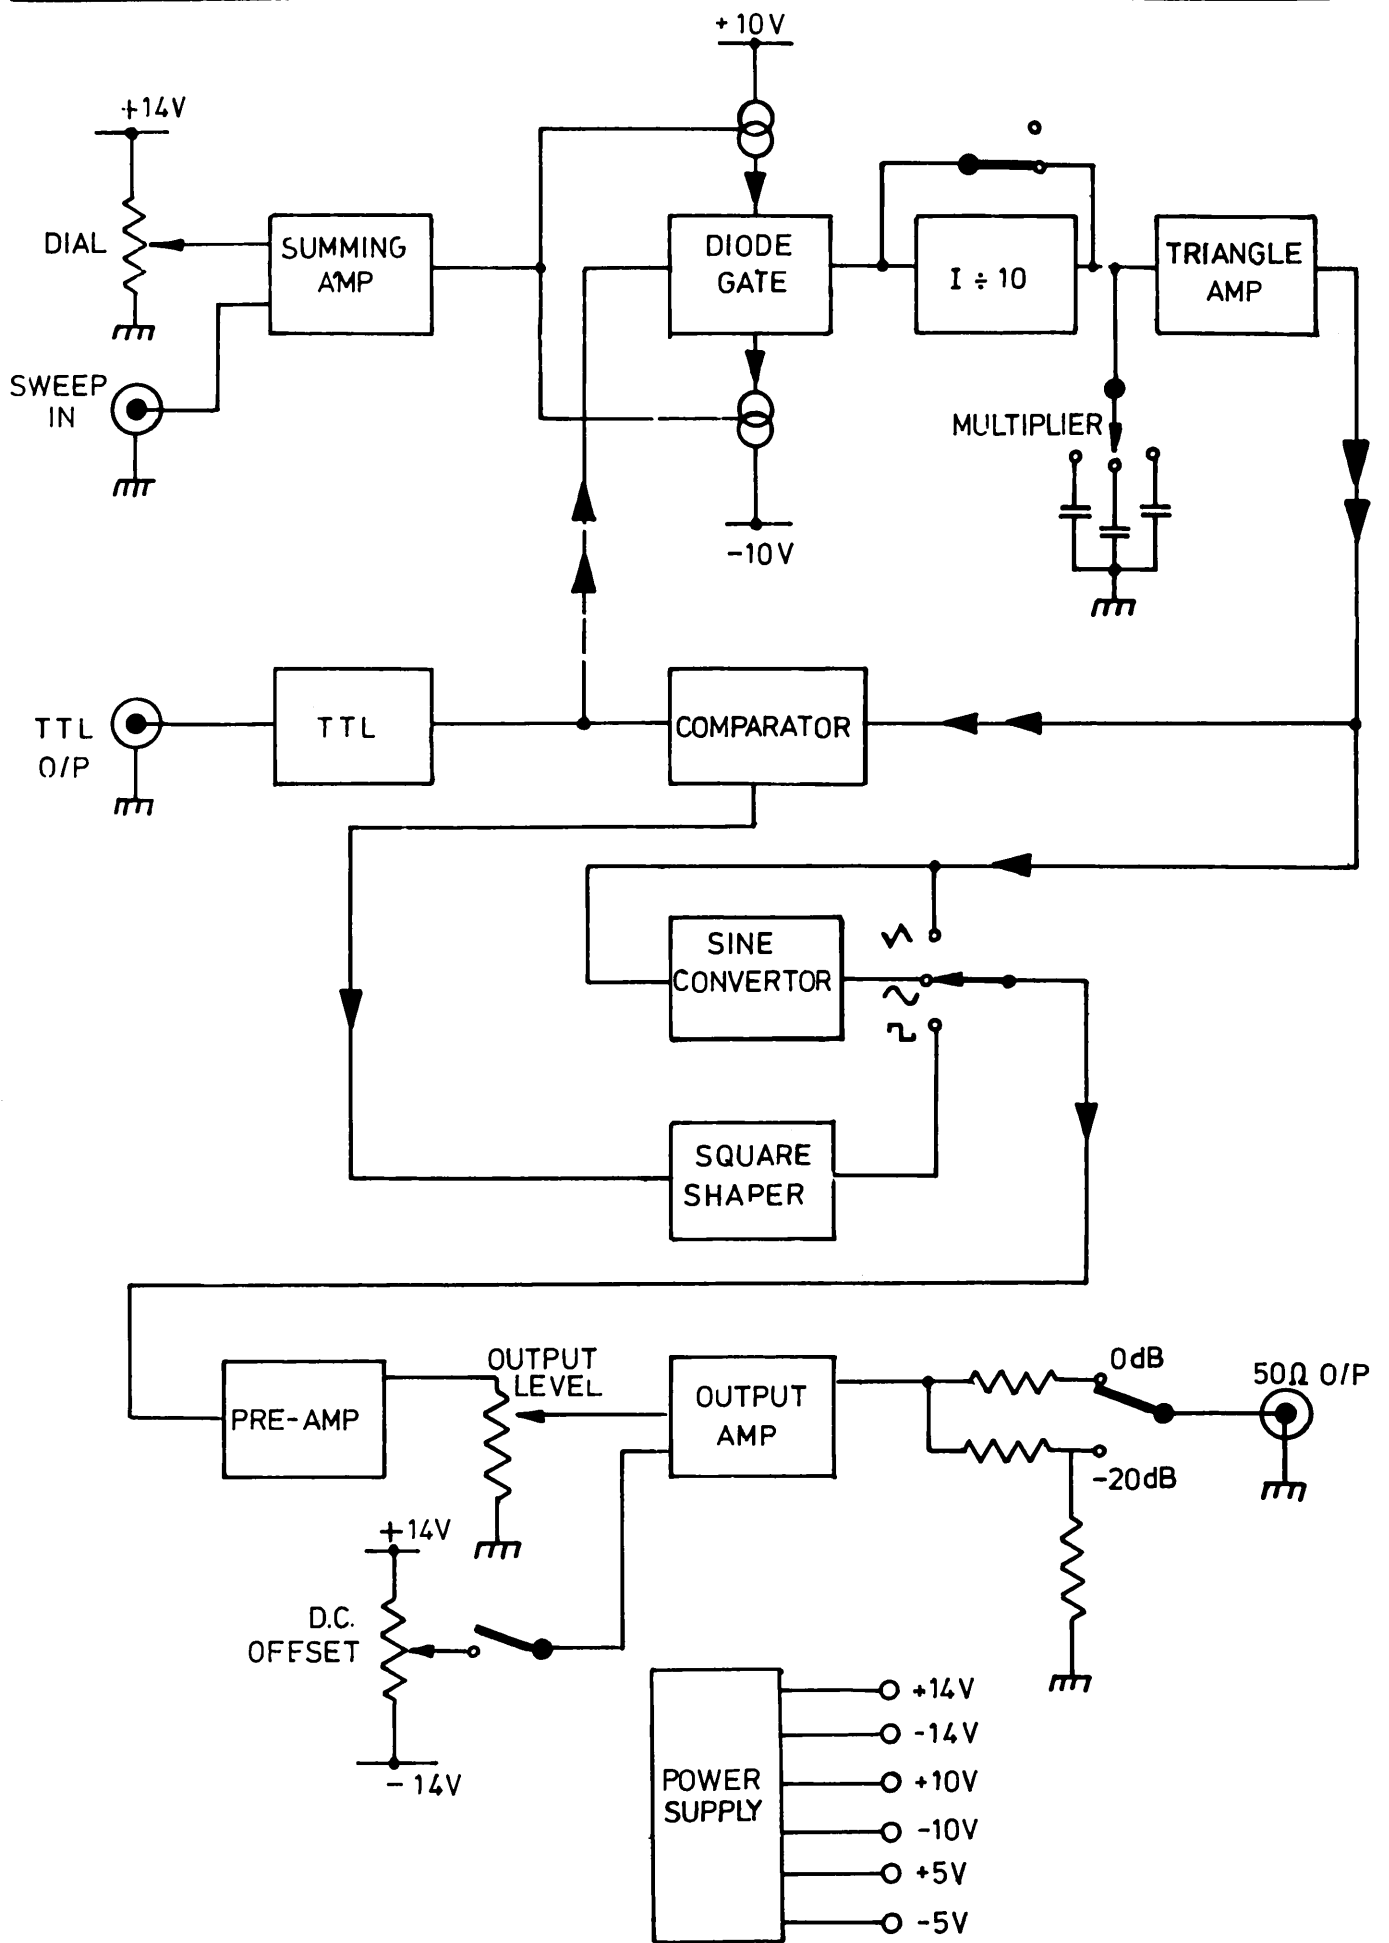 +10V
+14V
DIAL
SUMMING
AMP
DIODE
GATE
I ÷ 10
TRIANGLE
AMP
SWEEP
IN
MULTIPLIER
-10V
TTL
O/P
TTL
COMPARATOR
SINE
CONVERTOR
SQUARE
SHAPER
PRE-AMP
OUTPUT
LEVEL
OUTPUT
AMP
0dB
-20dB
50Ω O/P
+14V
D.C.
OFFSET
-14V
POWER
SUPPLY
+14V
-14V
+10V
-10V
+5V
-5V